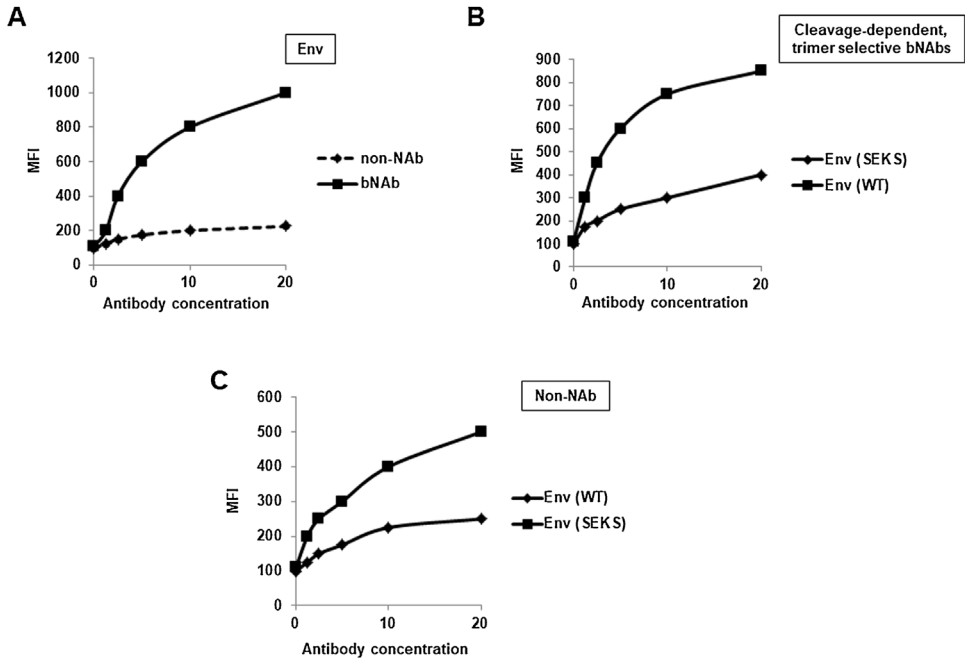 A
Env
1200
1000
800
600
400
200
0
MFI
0 10 20
Antibody concentration
non-NAb
bNAb
B
Cleavage-dependent,
trimer selective bNAbs
900
800
700
600
500
400
300
200
100
0
MFI
0 10 20
Antibody concentration
Env (SEKS)
Env (WT)
C
Non-NAb
600
500
400
300
200
100
0
MFI
0 10 20
Antibody concentration
Env (WT)
Env (SEKS)